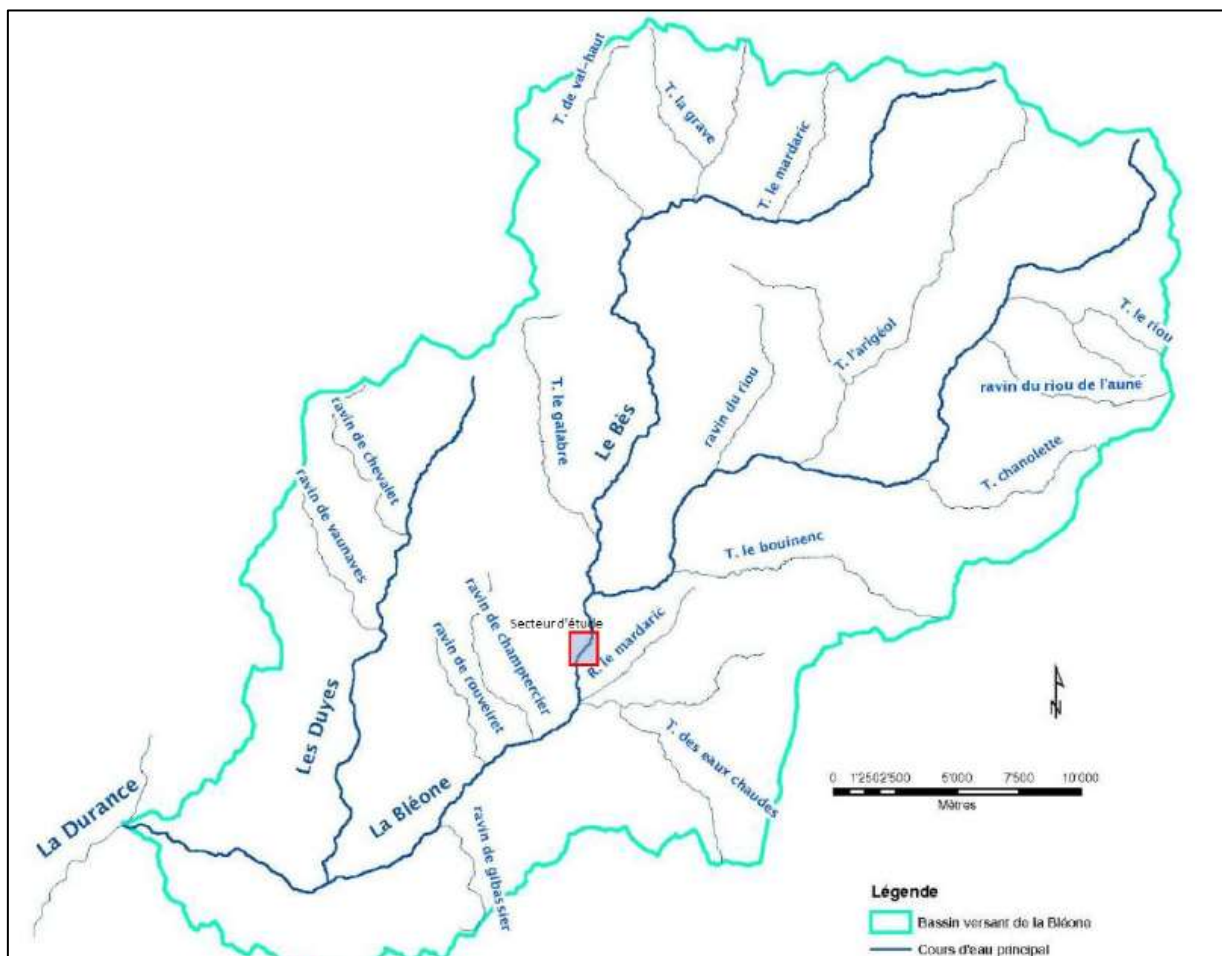 T. de val-haut
T. la grave
T. le mardaric
T. l'arigéol
T. le riou
ravin du riou de l'aune
T. chanolette
ravin du riou
Le Bès
T. le galabre
ravin de chevalet
ravin de vaunaves
T. le bouinenc
Secteur d'étude
R. le mardaric
ravin de champtercier
ravin de rouveiret
T. des eaux chaudes
Les Duyes
La Bléone
La Durance
ravin de gibassier
N
0 1'250 2'500 5'000 7'500 10'000
Mètres
Légende
Bassin versant de la Bléone
Cours d'eau principal